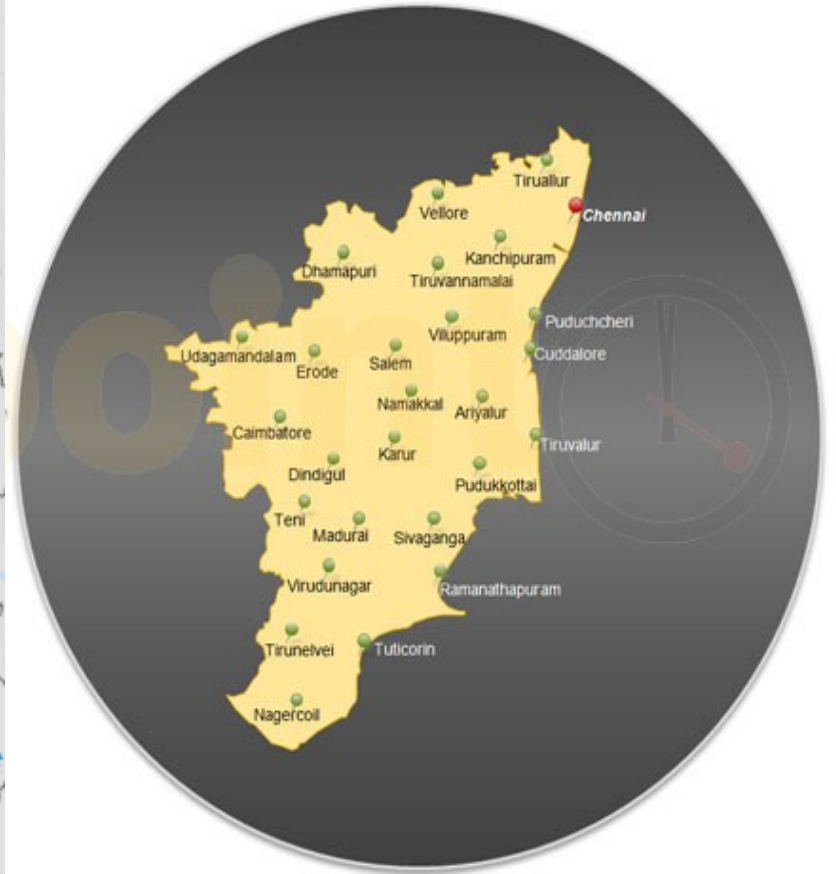 Tiruallur
Vellore
Chennai
Kanchipuram
Dhamapuri
Tiruvannamalai
Puduchcheri
Viluppuram
Cuddalore
Udagamandalam
Salem
Erode
Namakkal
Ariyalur
Caimbatore
Tiruvalur
Karur
Dindigul
Pudukkottai
Teni
Madurai
Sivaganga
Virudunagar
Ramanathapuram
Tirunelvei
Tuticorin
Nagercoil